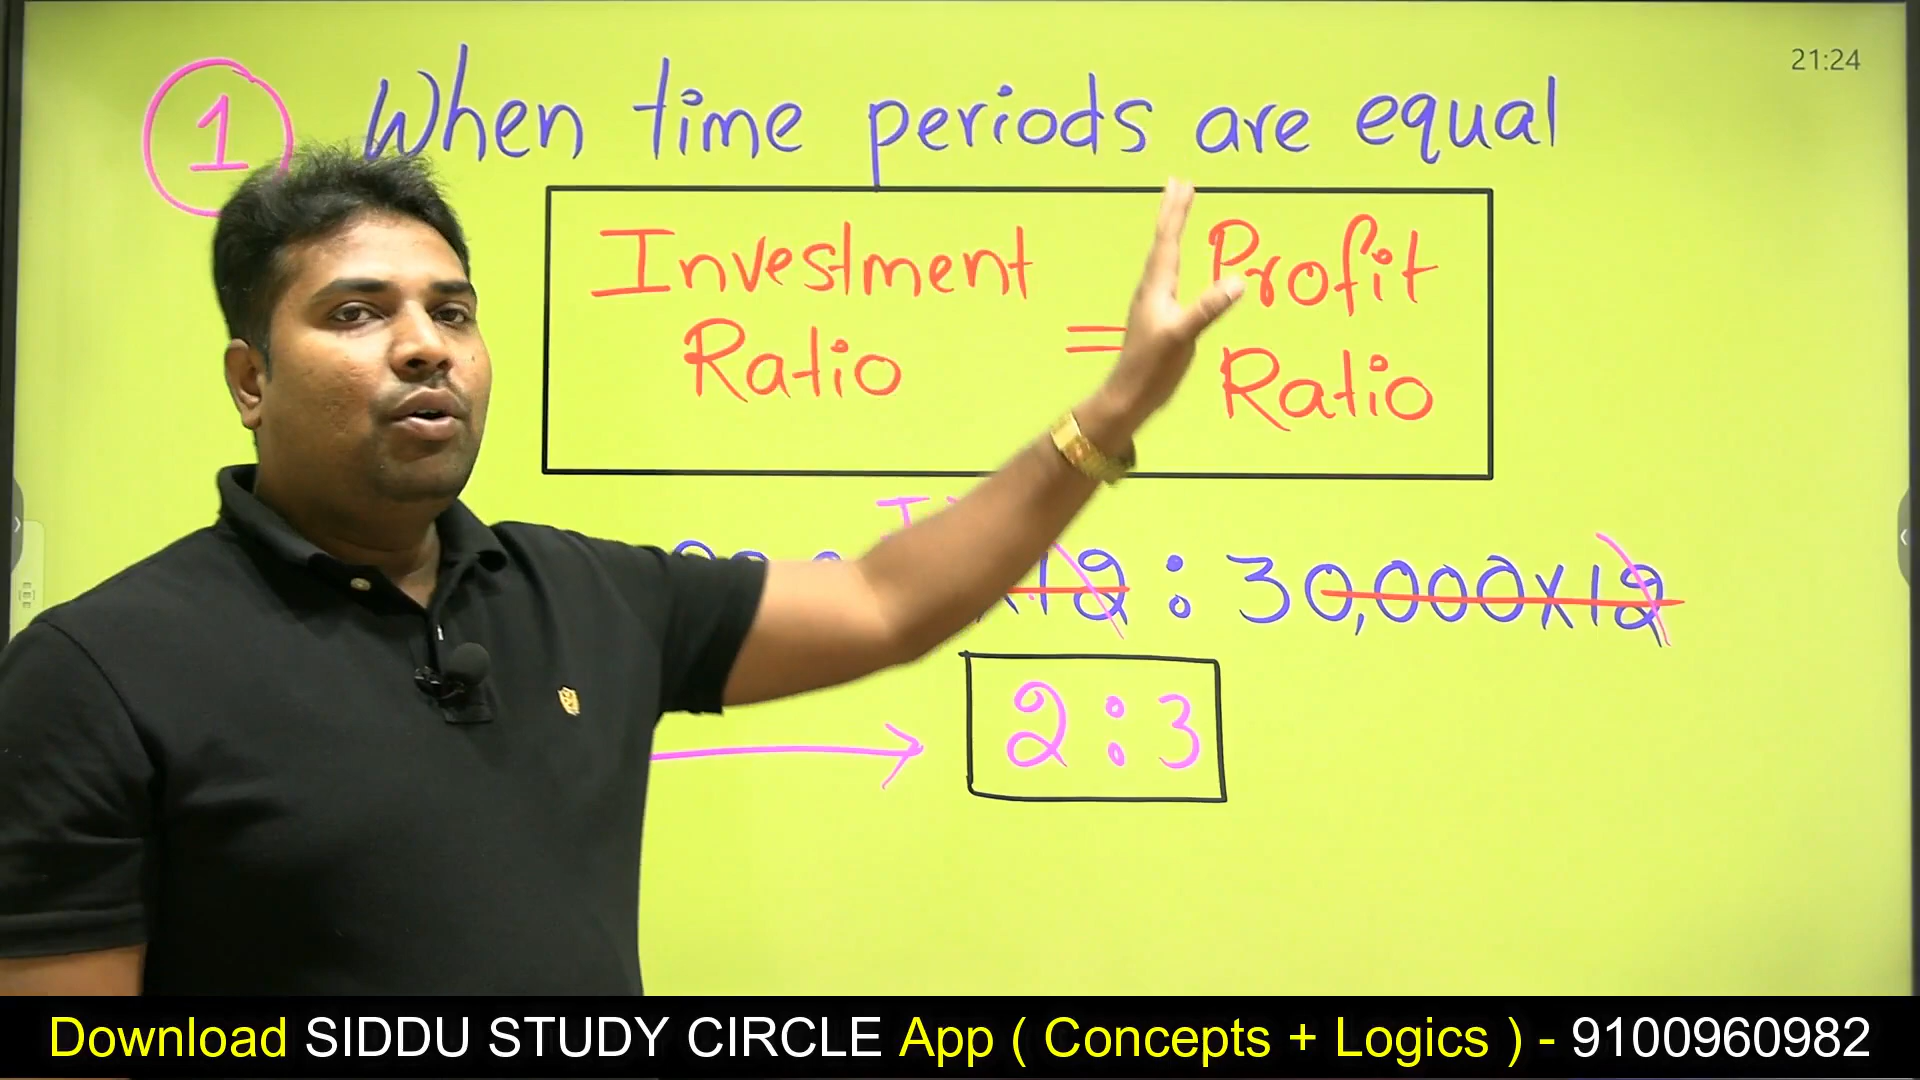 21:24
1 When time periods are equal
Investment = Profit
Ratio Ratio
12 : 30,000x12
2 : 3
Download SIDDU STUDY CIRCLE App ( Concepts + Logics ) - 9100960982